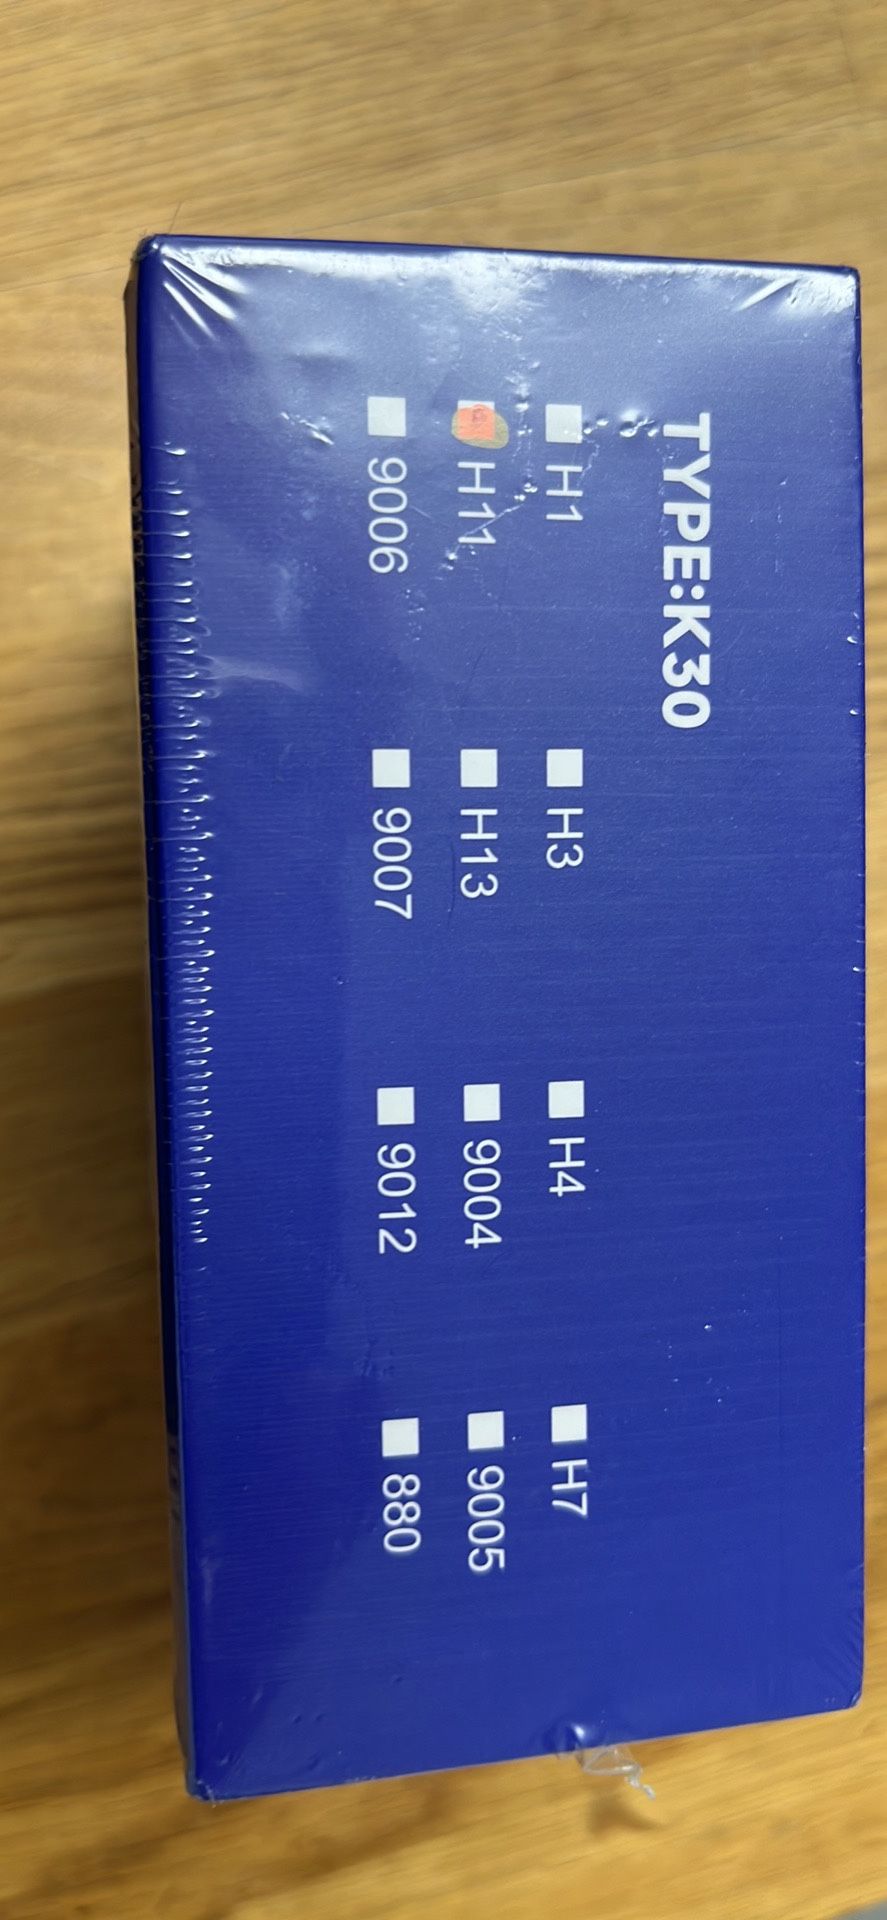 TYPE:K30
H1 H3 H4 H7
H11 H13 9004 9005
9006 9007 9012 880